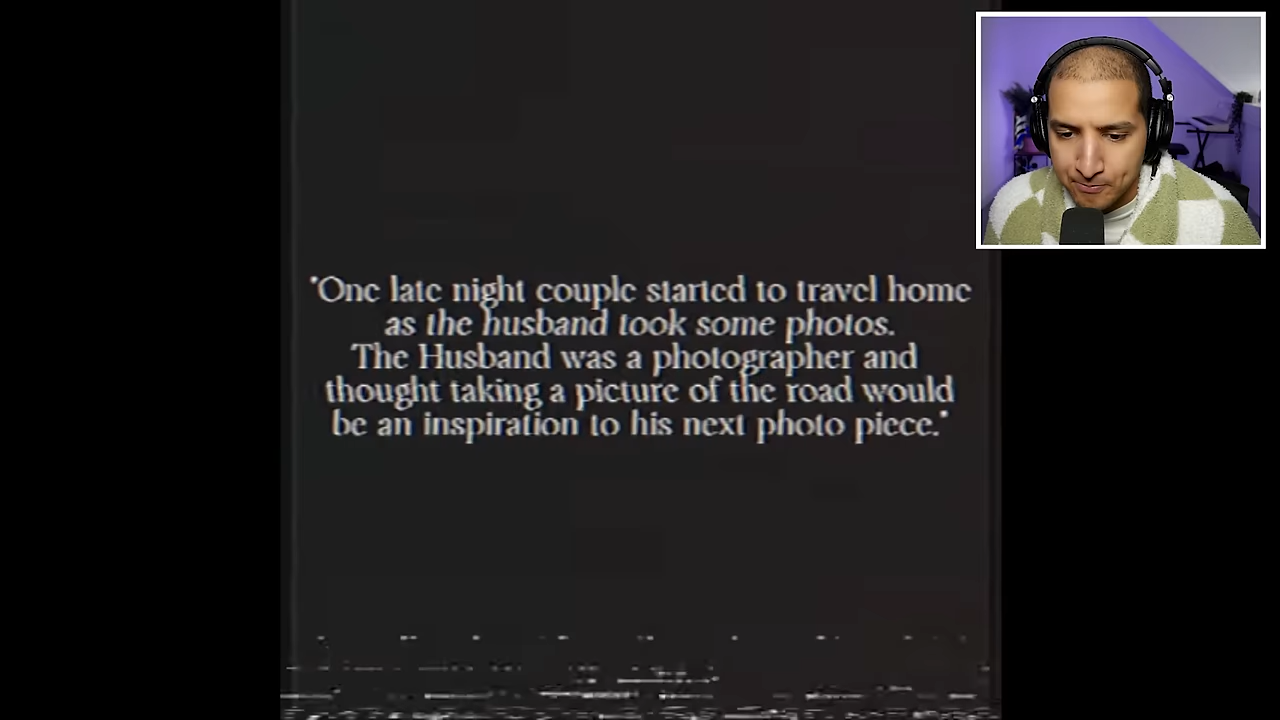 "One late night couple started to travel home
as the husband took some photos.
The Husband was a photographer and
thought taking a picture of the road would
be an inspiration to his next photo piece."